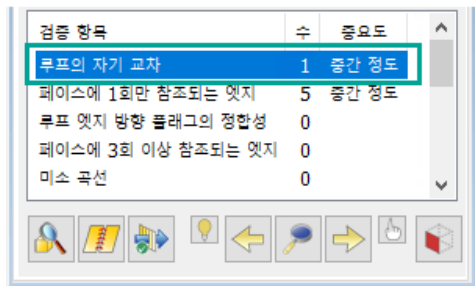 검증 항목 수 중요도
루프의 자기 교차 1 중간 정도
페이스에 1회만 참조되는 엣지 5 중간 정도
루프 엣지 방향 플래그의 정합성 0
페이스에 3회 이상 참조되는 엣지 0
미소 곡선 0